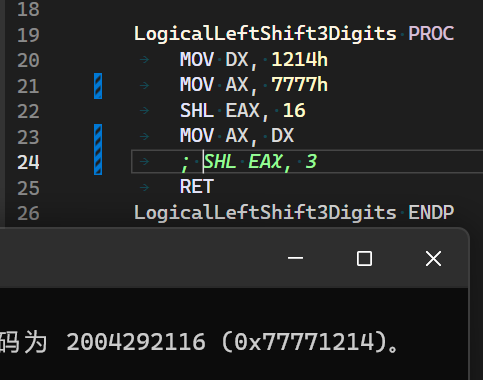 18
19 LogicalLeftShift3Digits PROC
20 MOV DX, 1214h
21 MOV AX, 7777h
22 SHL EAX, 16
23 MOV AX, DX
24 ; SHL EAX, 3
25 RET
26 LogicalLeftShift3Digits ENDP
码为 2004292116 (0x77771214)。